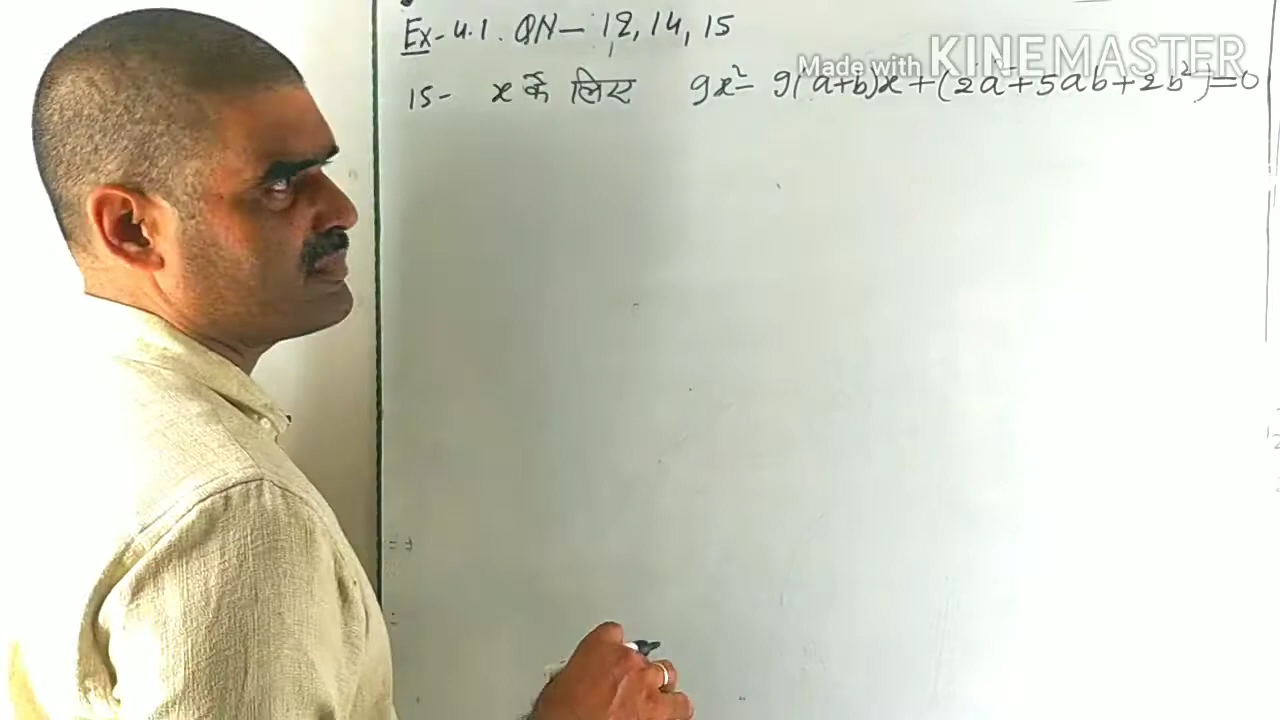 Ex-4.1. QN- 12, 14, 15
Made with KINEMASTER
15- x के लिए 9x²- 9(a+b)x+(2a²+5ab+2b²)=0